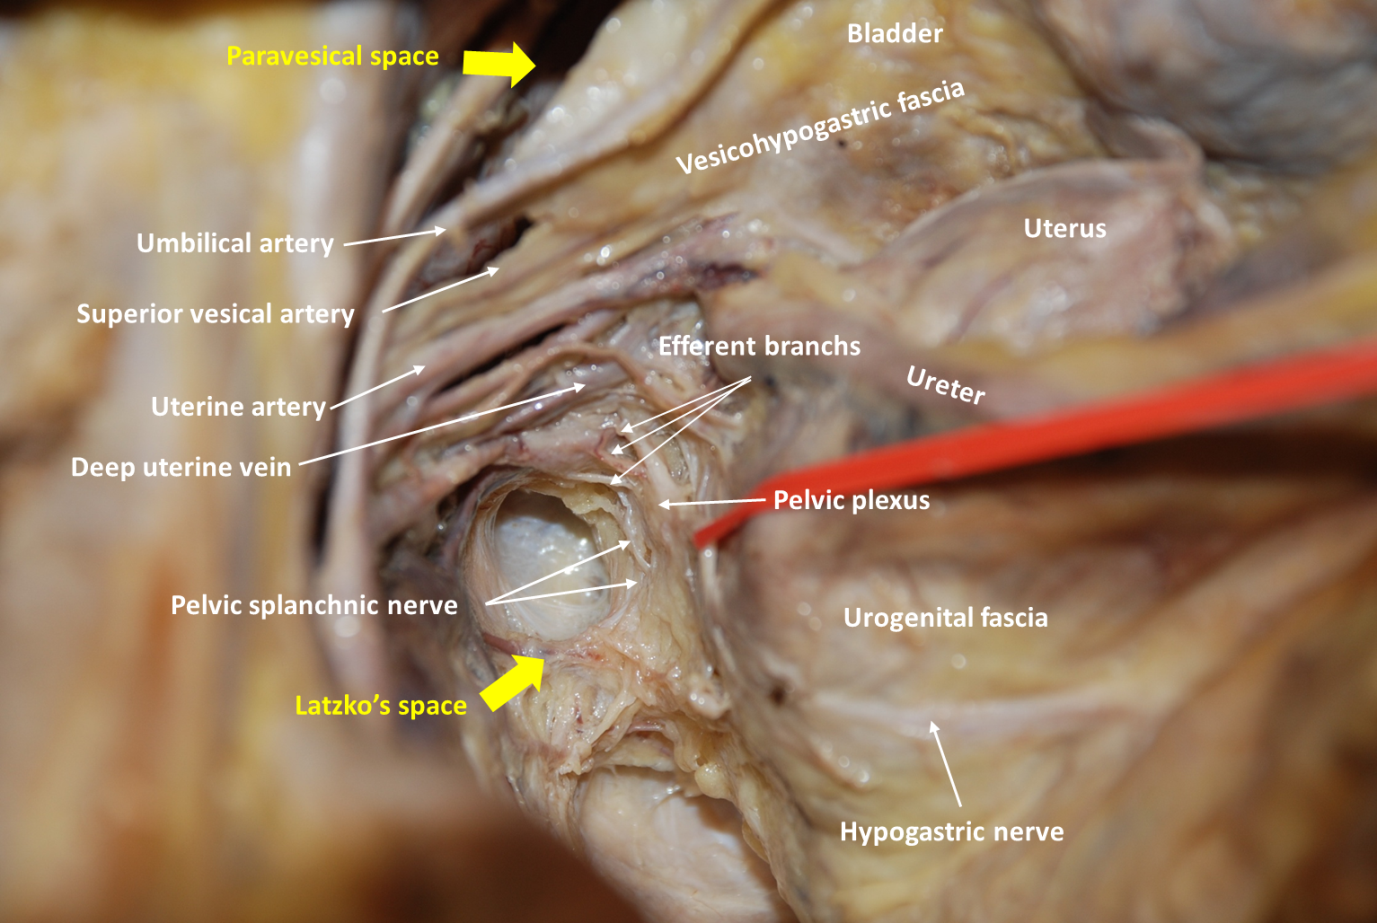 Paravesical space
Bladder
Vesicohypogastric fascia
Umbilical artery
Uterus
Superior vesical artery
Efferent branchs
Ureter
Uterine artery
Deep uterine vein
Pelvic plexus
Pelvic splanchnic nerve
Urogenital fascia
Latzko's space
Hypogastric nerve